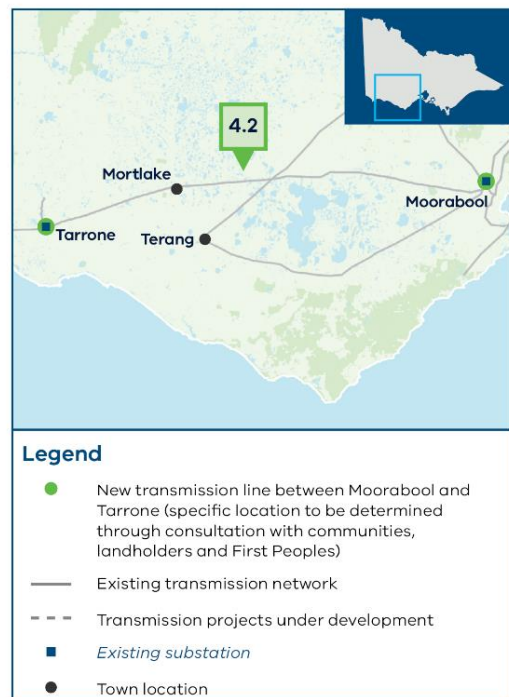 4.2
Mortlake
Moorabool
Tarrone
Terang
Legend
New transmission line between Moorabool and
Tarrone (specific location to be determined
through consultation with communities,
landholders and First Peoples)
Existing transmission network
Transmission projects under development
Existing substation
Town location